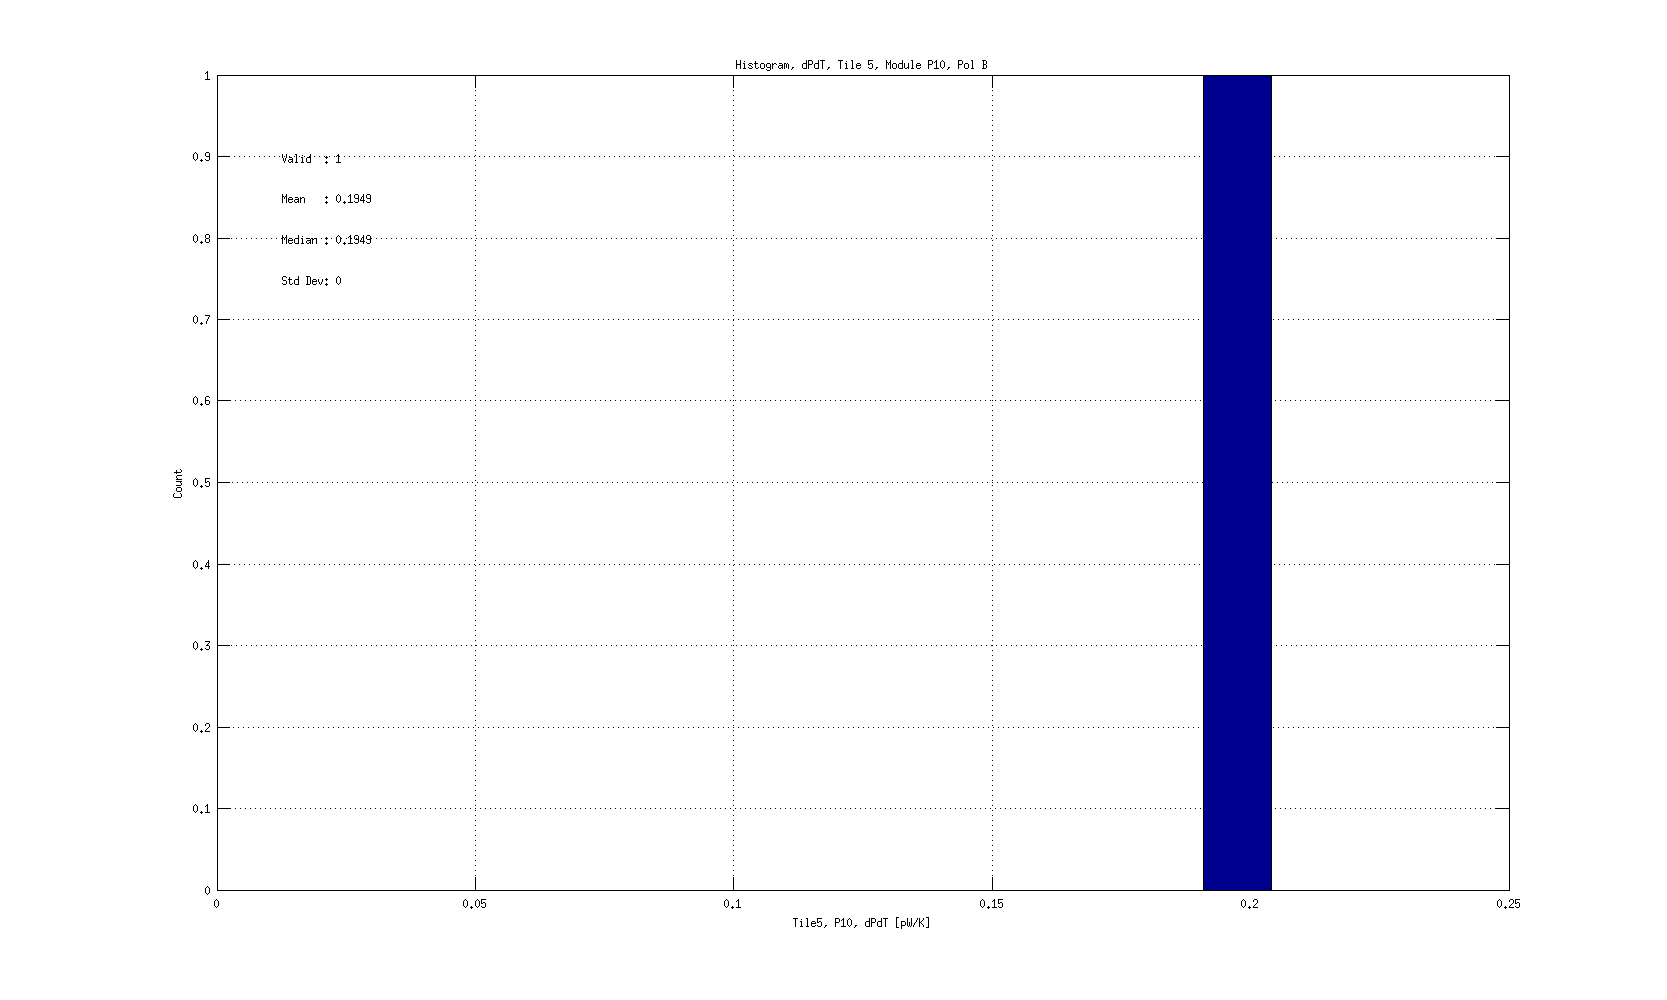 Histogram, dPdT, Tile 5, Module P10, Pol B
1
0.9
0.8
0.7
0.6
0.5
0.4
0.3
0.2
0.1
0
Count
Valid : 1
Mean : 0.1949
Median : 0.1949
Std Dev: 0
0 0.05 0.1 0.15 0.2 0.25
Tile5, P10, dPdT [pW/K]